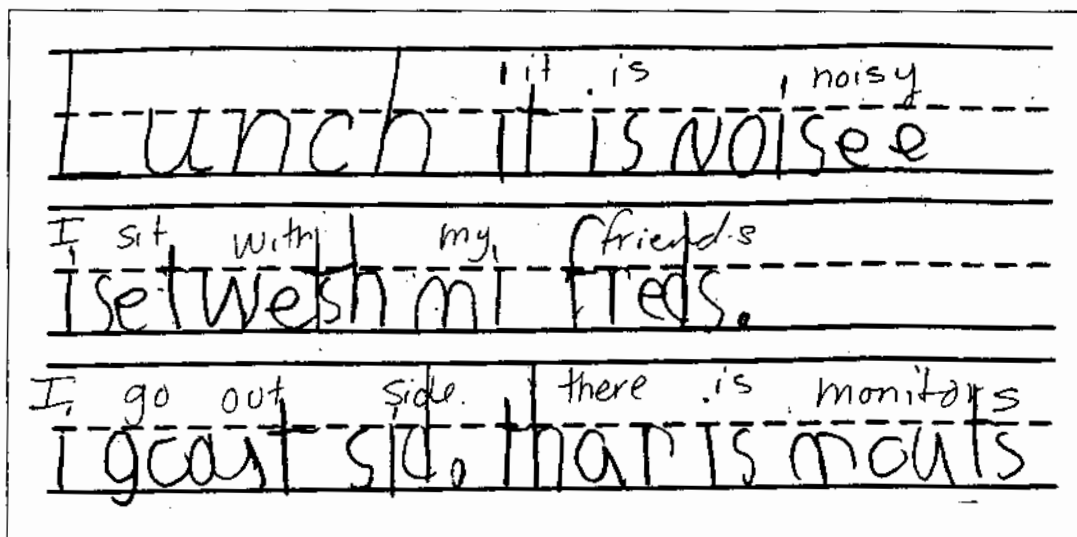 it is noisy
Lunch it is Noisee
I sit with my friends
i set wesh mi freds.
I go out side. there is monitors
i goast sid. thar is mouts